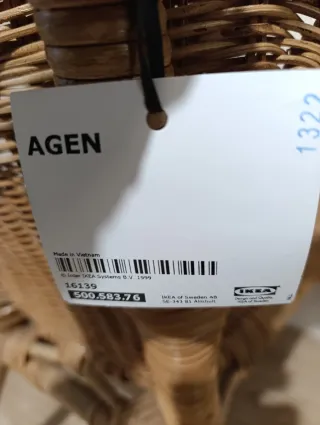 AGEN
1322
Made in Vietnam
© Inter IKEA Systems B.V. 1999
16139
500.583.76
IKEA of Sweden AB
SE-343 81 Älmhult
IKEA
Design and Quality
IKEA of Sweden